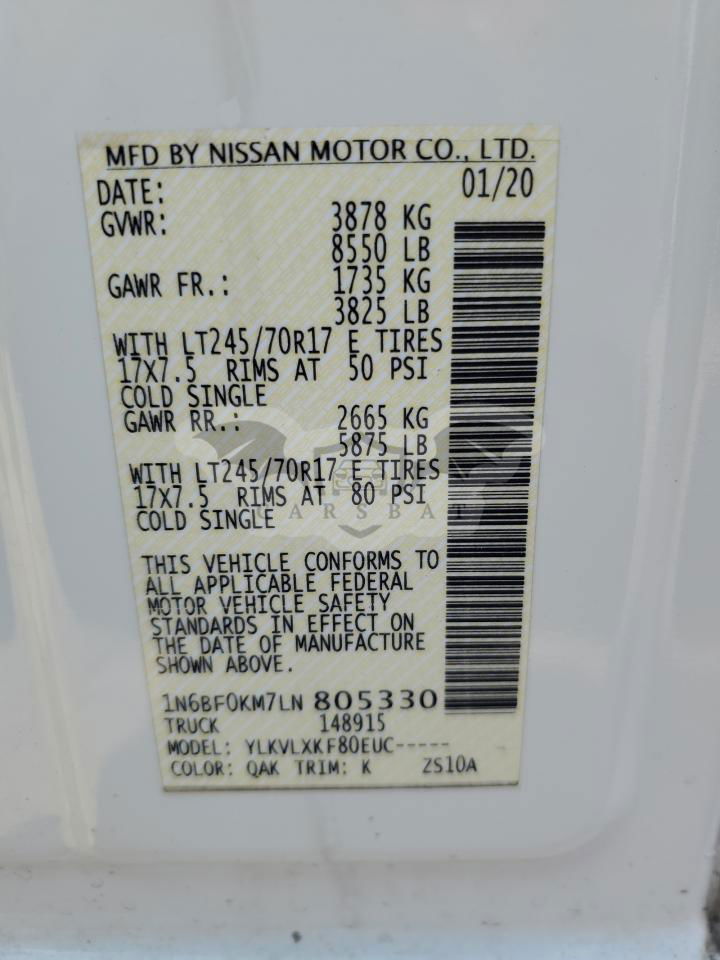 MFD BY NISSAN MOTOR CO., LTD.
DATE: 01/20
GVWR: 3878 KG
8550 LB
GAWR FR.: 1735 KG
3825 LB
WITH LT245/70R17 E TIRES
17X7.5 RIMS AT 50 PSI
COLD SINGLE
GAWR RR.: 2665 KG
5875 LB
WITH LT245/70R17 E TIRES
17X7.5 RIMS AT 80 PSI
COLD SINGLE
CARSBAT
THIS VEHICLE CONFORMS TO
ALL APPLICABLE FEDERAL
MOTOR VEHICLE SAFETY
STANDARDS IN EFFECT ON
THE DATE OF MANUFACTURE
SHOWN ABOVE.
1N6BF0KM7LN 805330
TRUCK 148915
MODEL: YLKVLXKF80EUC-----
COLOR: QAK TRIM: K ZS10A